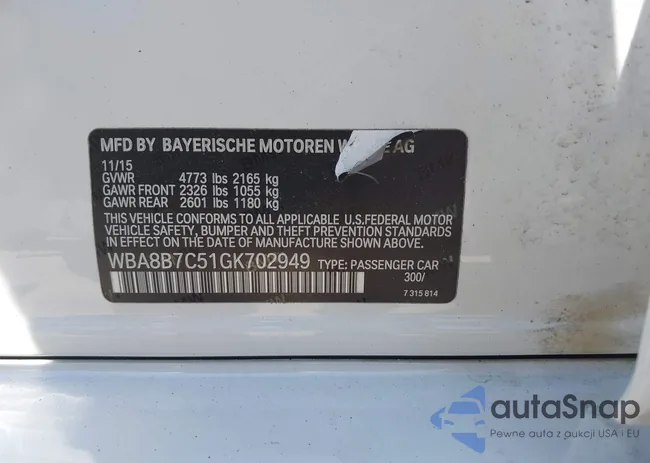 MFD BY BAYERISCHE MOTOREN W E AG
11/15
GVWR 4773 lbs 2165 kg
GAWR FRONT 2326 lbs 1055 kg
GAWR REAR 2601 lbs 1180 kg
THIS VEHICLE CONFORMS TO ALL APPLICABLE U.S.FEDERAL MOTOR
VEHICLE SAFETY, BUMPER, AND THEFT PREVENTION STANDARDS
IN EFFECT ON THE DATE OF MANUFACTURE SHOWN ABOVE.
WBA8B7C51GK702949 TYPE: PASSENGER CAR
300/
7 315 814
autaSnap
Pewne auta z aukcji USA i EU